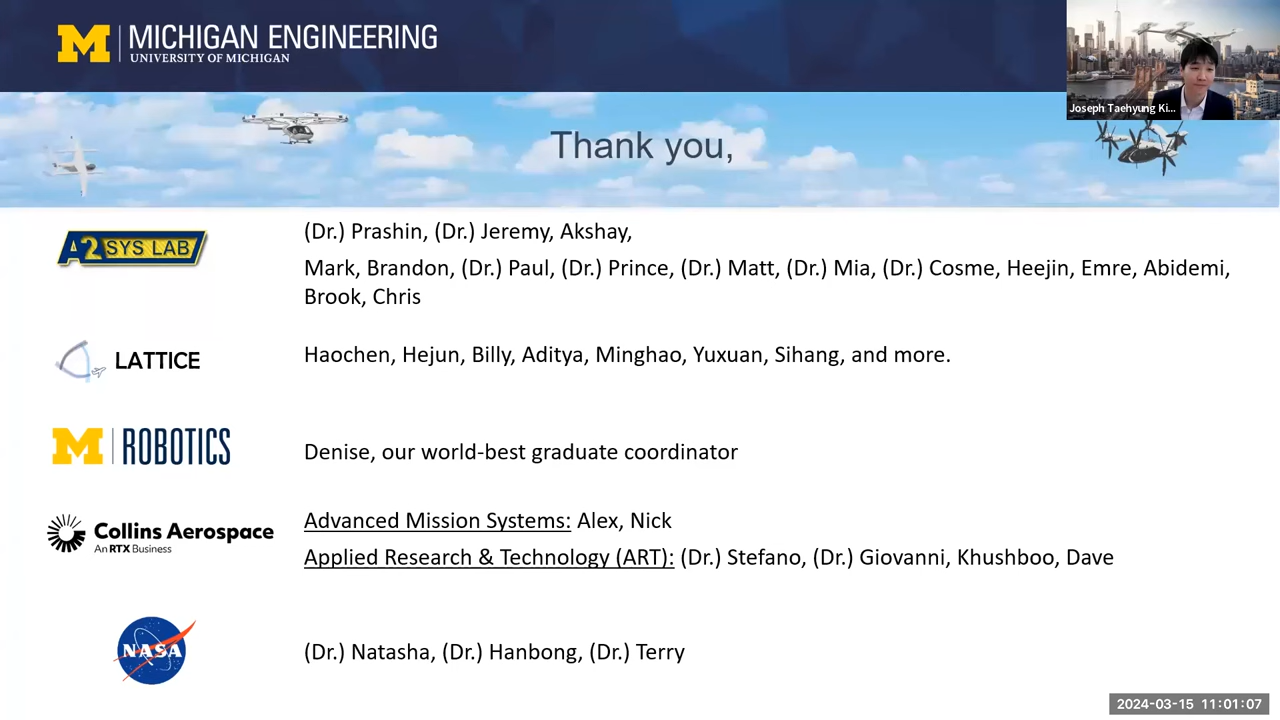 M MICHIGAN ENGINEERING
UNIVERSITY OF MICHIGAN
Joseph Taehyung Ki...
Thank you,
A2 SYS LAB
(Dr.) Prashin, (Dr.) Jeremy, Akshay,
Mark, Brandon, (Dr.) Paul, (Dr.) Prince, (Dr.) Matt, (Dr.) Mia, (Dr.) Cosme, Heejin, Emre, Abidemi,
Brook, Chris
LATTICE
Haochen, Hejun, Billy, Aditya, Minghao, Yuxuan, Sihang, and more.
M ROBOTICS
Denise, our world-best graduate coordinator
Collins Aerospace
An RTX Business
Advanced Mission Systems: Alex, Nick
Applied Research & Technology (ART): (Dr.) Stefano, (Dr.) Giovanni, Khushboo, Dave
NASA
(Dr.) Natasha, (Dr.) Hanbong, (Dr.) Terry
2024-03-15 11:01:07